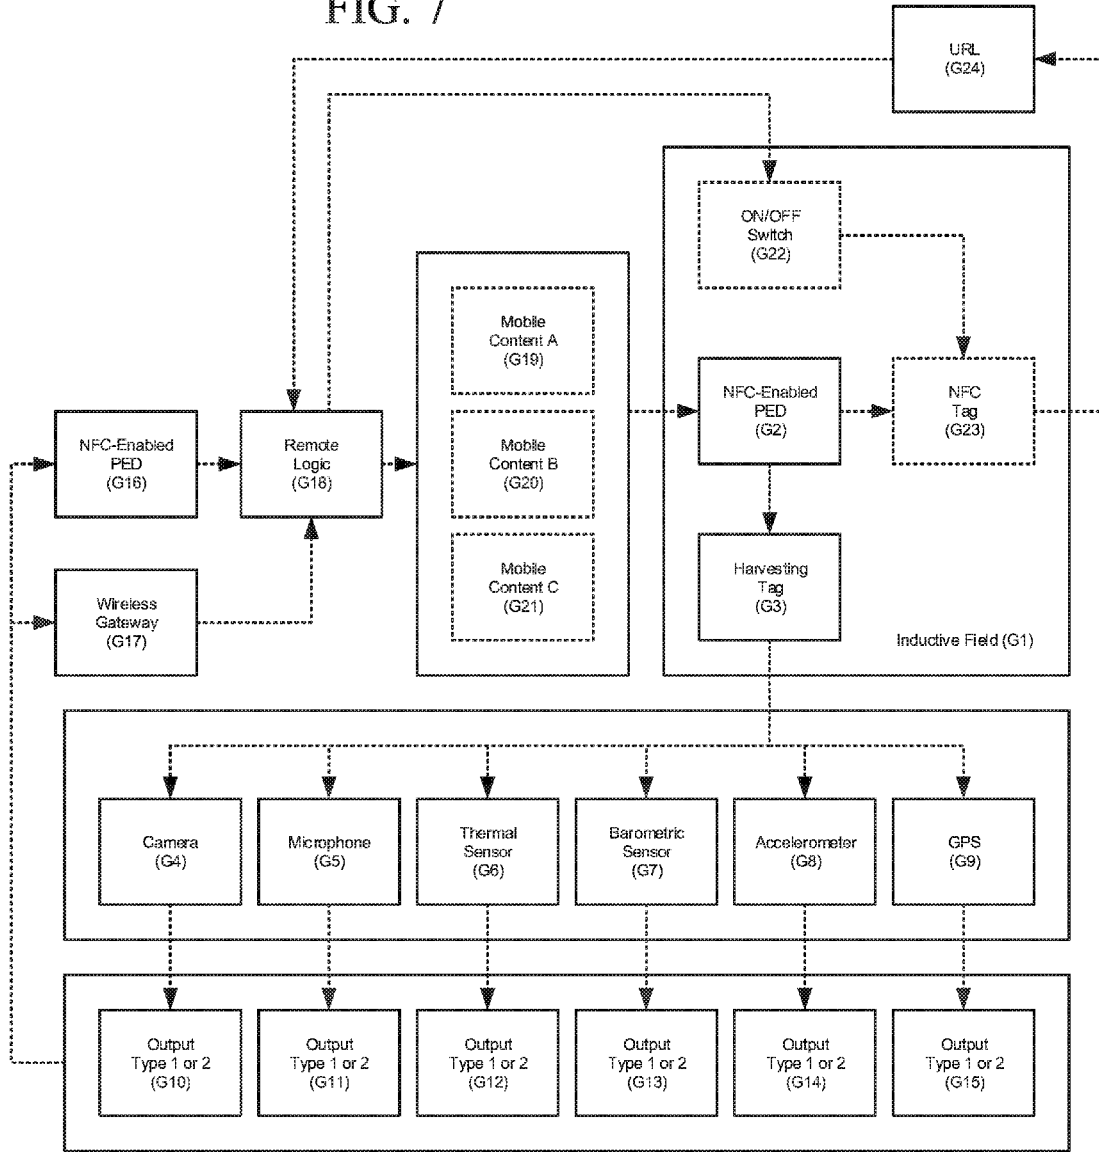 FIG. 7
URL
(G24)
ON/OFF
Switch
(G22)
Mobile
Content A
(G19)
NFC-Enabled
PED
(G2)
NFC
Tag
(G23)
NFC-Enabled
PED
(G16)
Remote
Logic
(G18)
Mobile
Content B
(G20)
Harvesting
Tag
(G3)
Mobile
Content C
(G21)
Wireless
Gateway
(G17)
Inductive Field (G1)
Camera
(G4)
Microphone
(G5)
Thermal
Sensor
(G6)
Barometric
Sensor
(G7)
Accelerometer
(G8)
GPS
(G9)
Output
Type 1 or 2
(G10)
Output
Type 1 or 2
(G11)
Output
Type 1 or 2
(G12)
Output
Type 1 or 2
(G13)
Output
Type 1 or 2
(G14)
Output
Type 1 or 2
(G15)